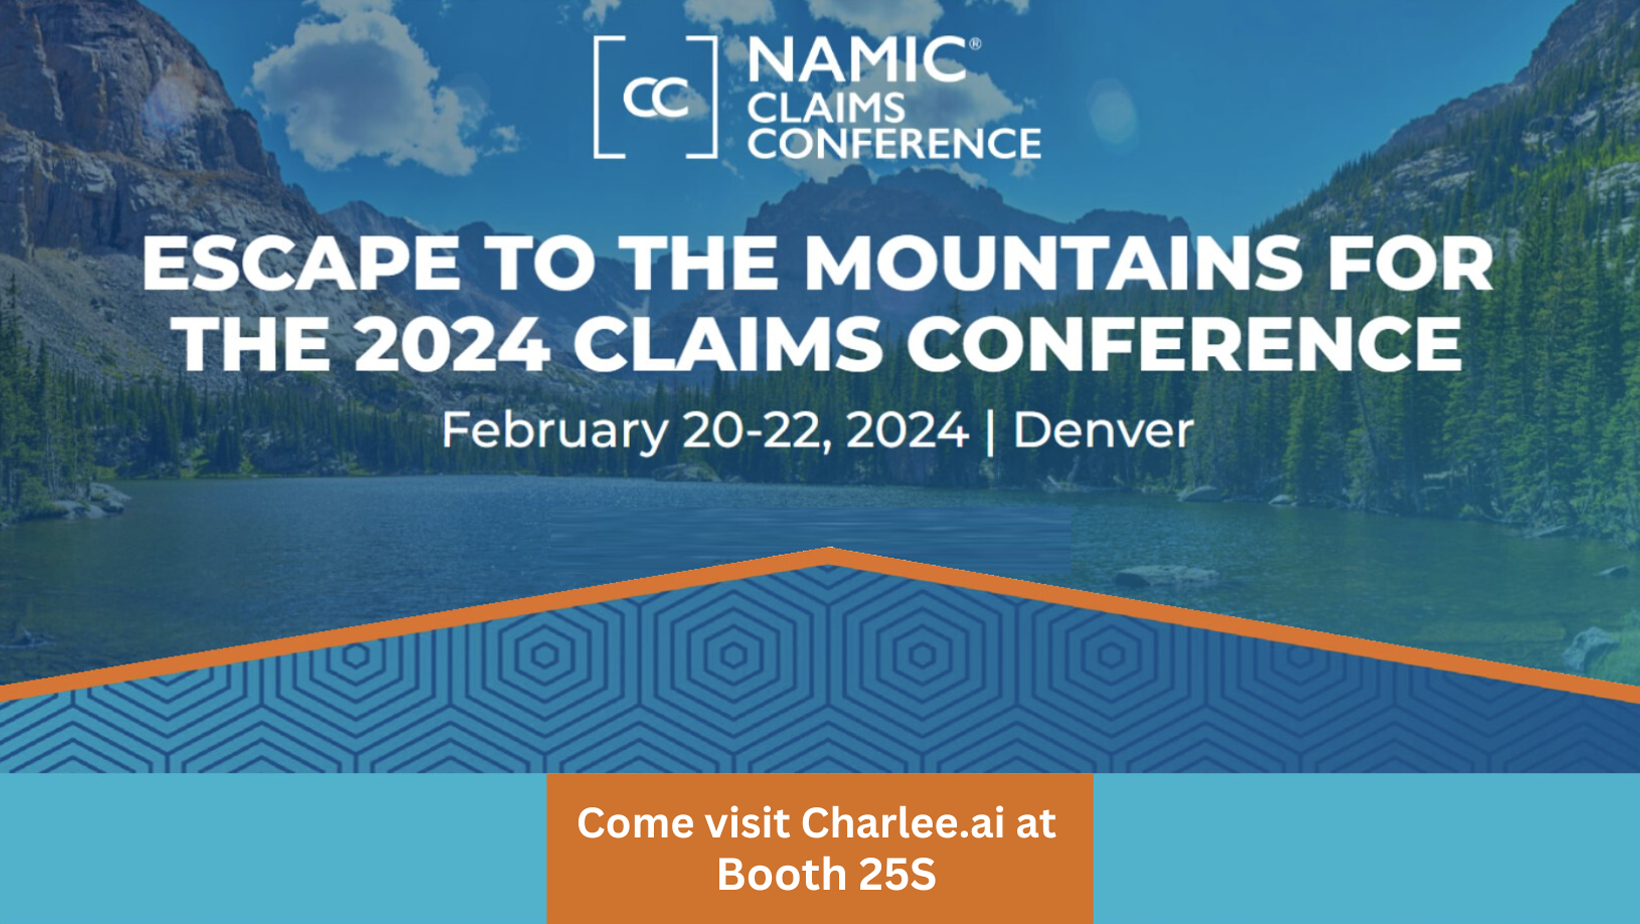 CC
NAMIC®
CLAIMS
CONFERENCE
ESCAPE TO THE MOUNTAINS FOR
THE 2024 CLAIMS CONFERENCE
February 20-22, 2024 | Denver
Come visit Charlee.ai at
Booth 25S